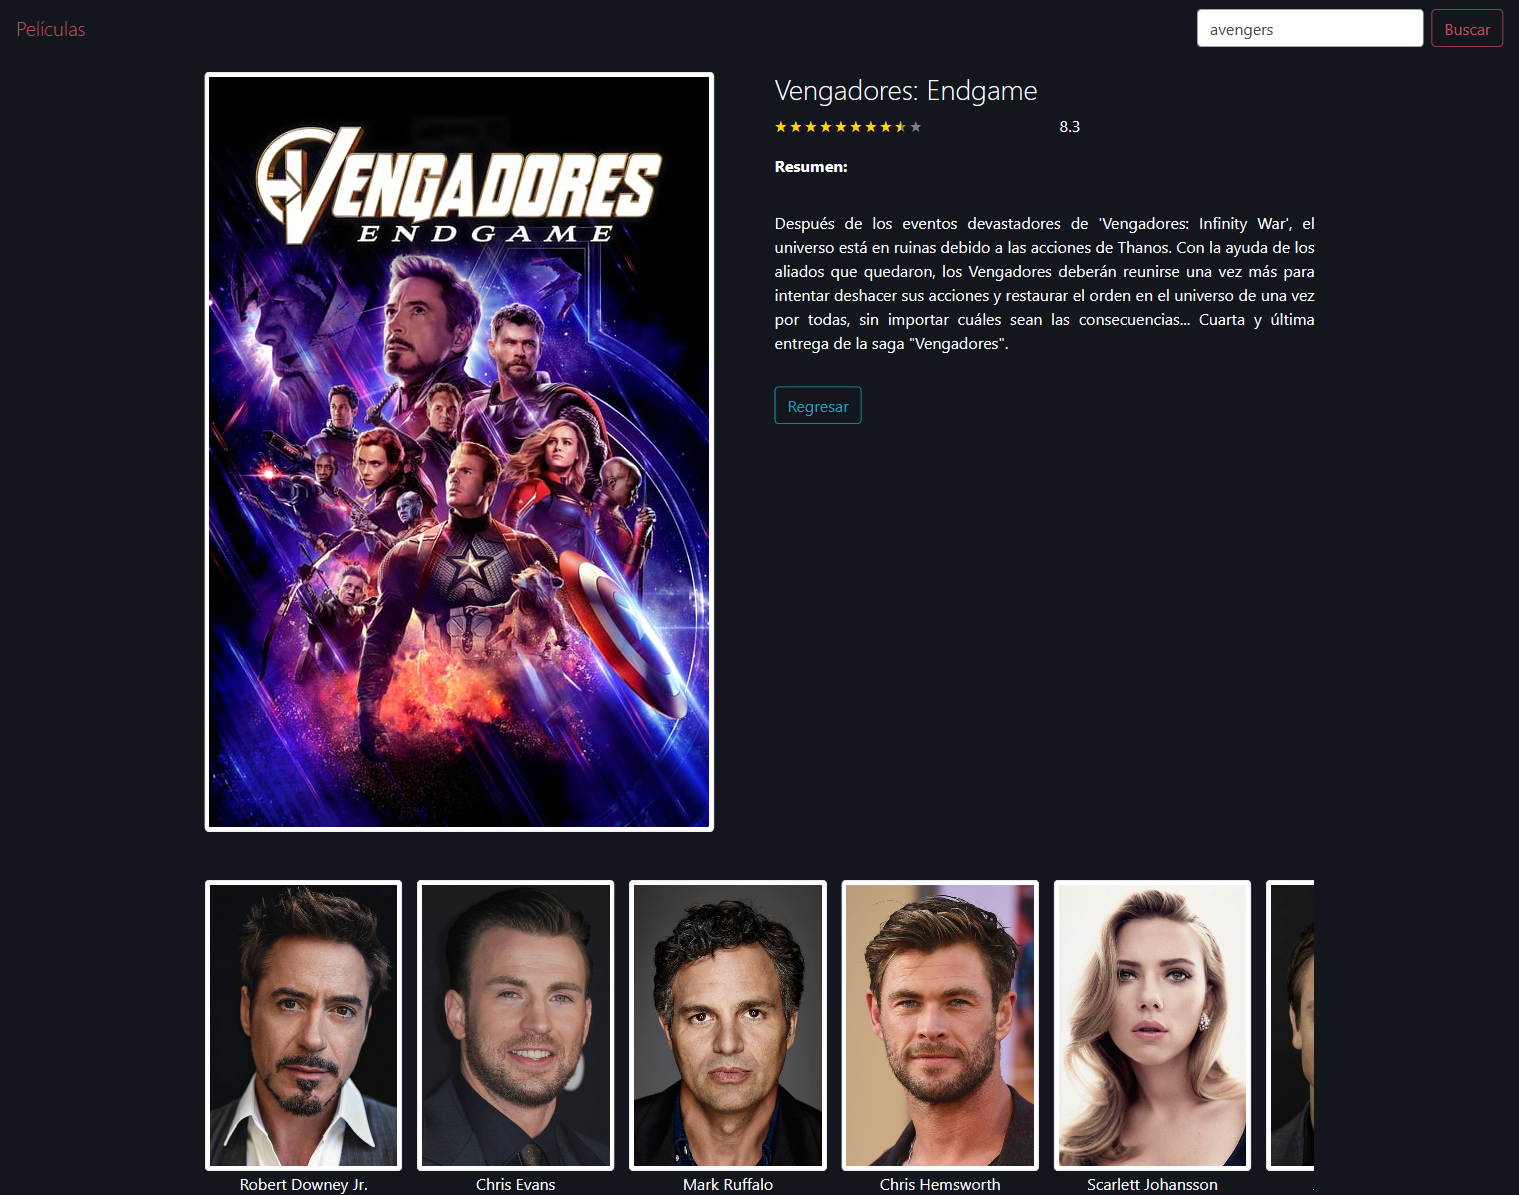 Películas
avengers
Buscar
VENGADORES
ENDGAME
Vengadores: Endgame
8.3
Resumen:
Después de los eventos devastadores de 'Vengadores: Infinity War', el
universo está en ruinas debido a las acciones de Thanos. Con la ayuda de los
aliados que quedaron, los Vengadores deberán reunirse una vez más para
intentar deshacer sus acciones y restaurar el orden en el universo de una vez
por todas, sin importar cuáles sean las consecuencias... Cuarta y última
entrega de la saga "Vengadores".
Regresar
Robert Downey Jr.
Chris Evans
Mark Ruffalo
Chris Hemsworth
Scarlett Johansson